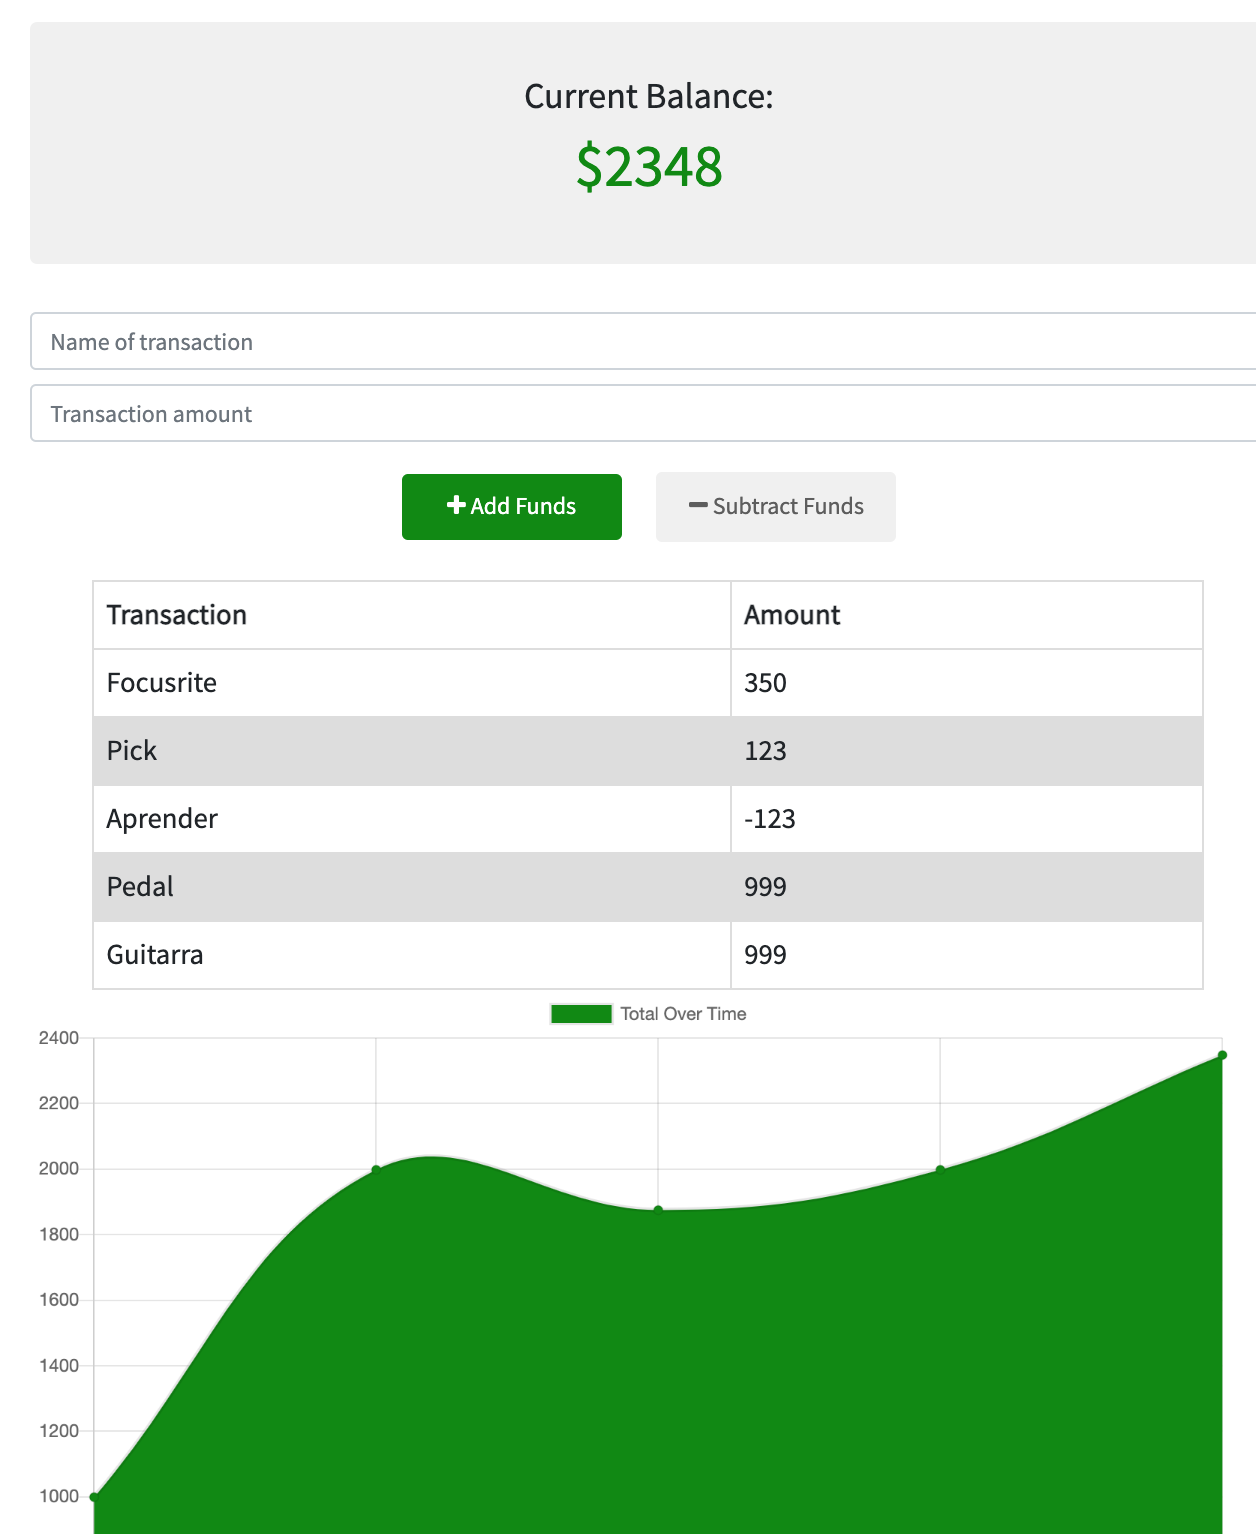 Current Balance:
$2348
Name of transaction
Transaction amount
Add Funds
Subtract Funds
Transaction Amount
Focusrite 350
Pick 123
Aprender -123
Pedal 999
Guitarra 999
Total Over Time
2400
2200
2000
1800
1600
1400
1200
1000